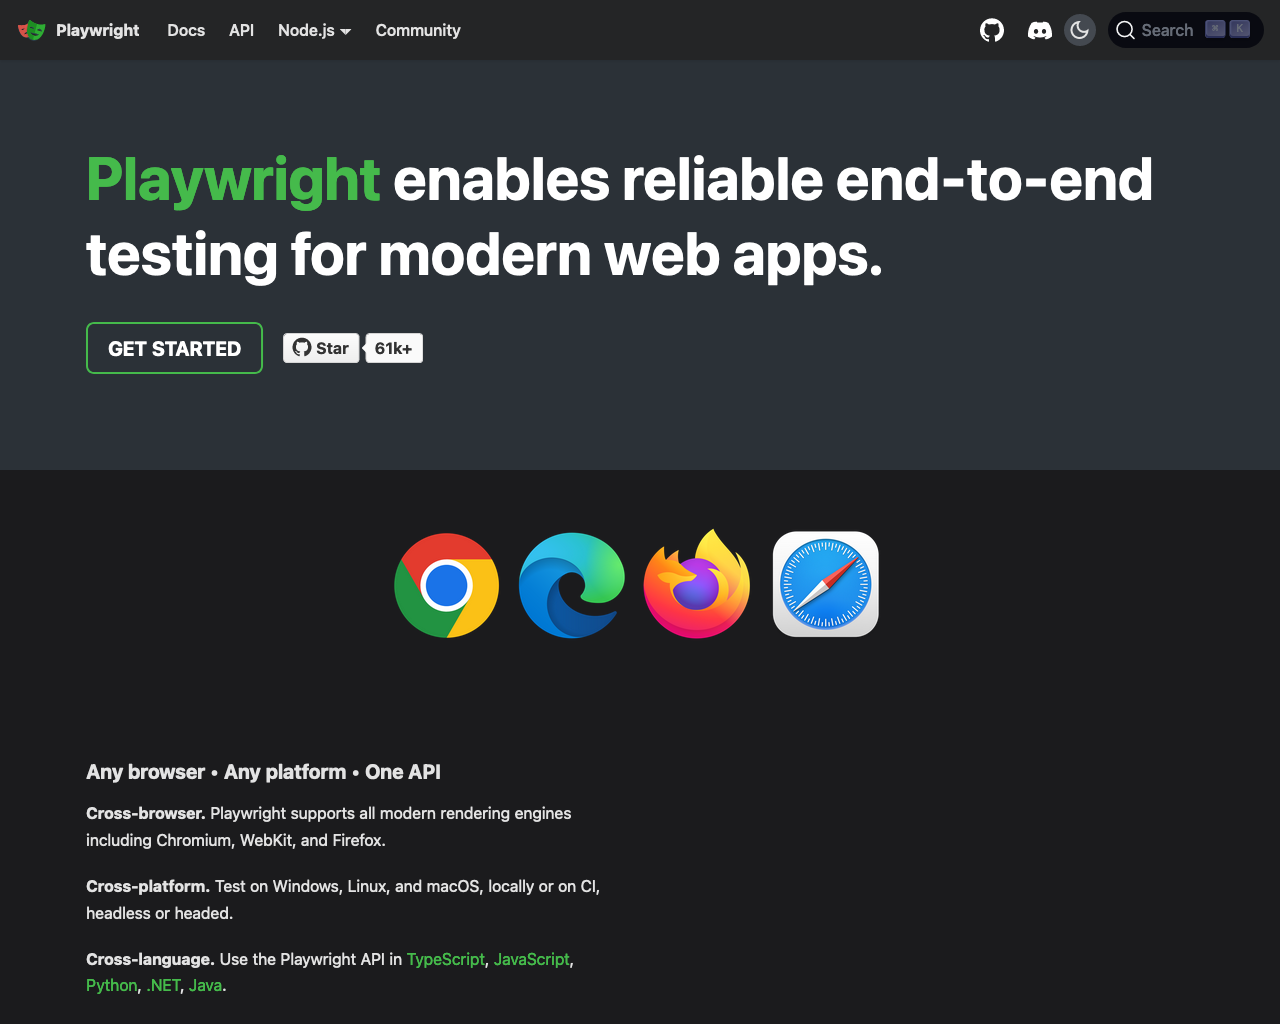 Playwright Docs API Node.js Community Search ⌘ K
Playwright enables reliable end-to-end
testing for modern web apps.
GET STARTED Star 61k+
Any browser • Any platform • One API
Cross-browser. Playwright supports all modern rendering engines
including Chromium, WebKit, and Firefox.
Cross-platform. Test on Windows, Linux, and macOS, locally or on CI,
headless or headed.
Cross-language. Use the Playwright API in TypeScript, JavaScript,
Python, .NET, Java.